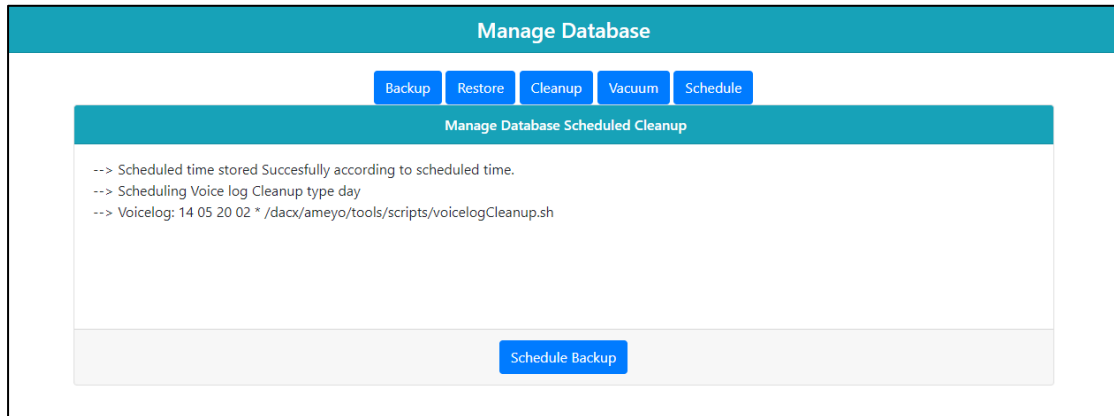 Manage Database
Backup Restore Cleanup Vacuum Schedule
Manage Database Scheduled Cleanup
--> Scheduled time stored Succesfully according to scheduled time.
--> Scheduling Voice log Cleanup type day
--> Voicelog: 14 05 20 02 * /dacx/ameyo/tools/scripts/voicelogCleanup.sh
Schedule Backup